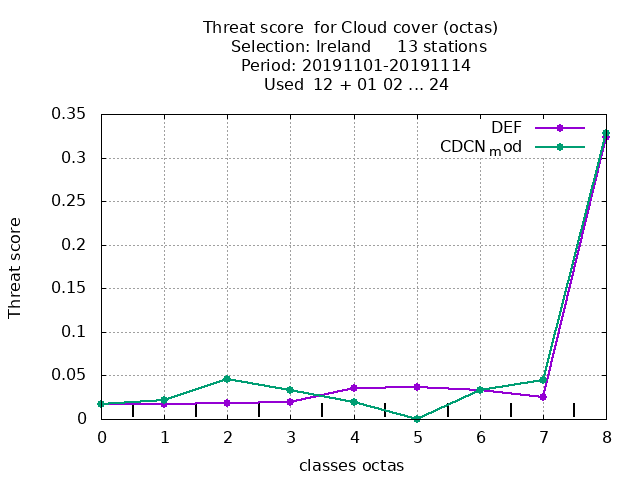 Threat score  for Cloud cover (octas)
Selection: Ireland     13 stations
Period: 20191101-20191114
Used  12 + 01 02 ... 24
DEF
CDCN_mod
0.35
0.3
0.25
0.2
0.15
0.1
0.05
0
Threat score
0 1 2 3 4 5 6 7 8
classes octas